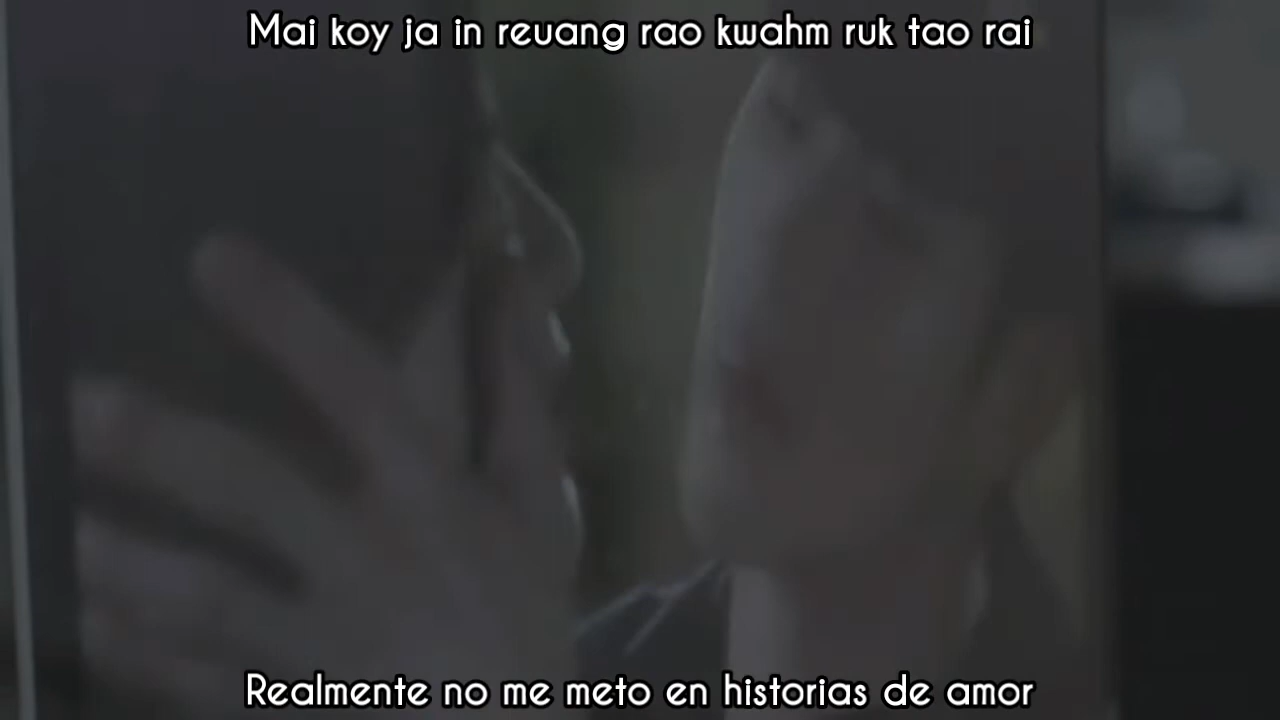 Mai koy ja in reuang rao kwahm ruk tao rai
Realmente no me meto en historias de amor